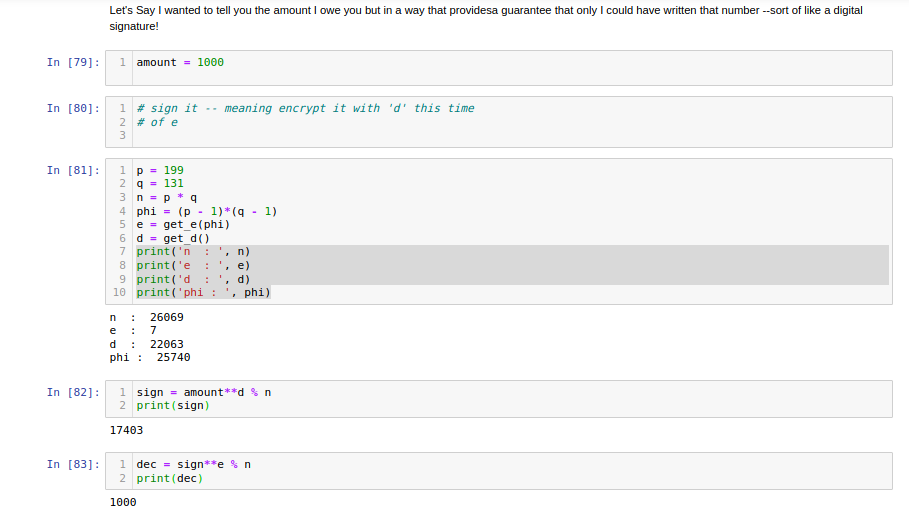 Let's Say I wanted to tell you the amount I owe you but in a way that providesa guarantee that only I could have written that number --sort of like a digital
signature!
In [79]: 1 amount = 1000
In [80]: 1 # sign it -- meaning encrypt it with 'd' this time
2 # of e
3
In [81]: 1 p = 199
2 q = 131
3 n = p * q
4 phi = (p - 1)*(q - 1)
5 e = get_e(phi)
6 d = get_d()
7 print('n  : ', n)
8 print('e  : ', e)
9 print('d  : ', d)
10 print('phi : ', phi)
n  :  26069
e  :  7
d  :  22063
phi :  25740
In [82]: 1 sign = amount**d % n
2 print(sign)
17403
In [83]: 1 dec = sign**e % n
2 print(dec)
1000